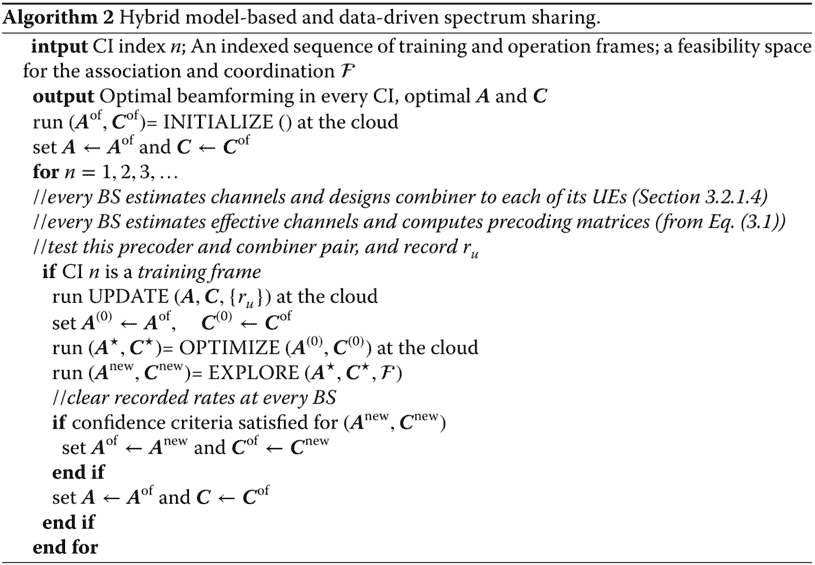 Algorithm 2 Hybrid model-based and data-driven spectrum sharing.
intput CI index n; An indexed sequence of training and operation frames; a feasibility space
for the association and coordination ℱ
output Optimal beamforming in every CI, optimal A and C
run (A^of, C^of)= INITIALIZE () at the cloud
set A ← A^of and C ← C^of
for n = 1, 2, 3, …
//every BS estimates channels and designs combiner to each of its UEs (Section 3.2.1.4)
//every BS estimates effective channels and computes precoding matrices (from Eq. (3.1))
//test this precoder and combiner pair, and record r_u
if CI n is a training frame
run UPDATE (A, C, {r_u}) at the cloud
set A^(0) ← A^of, C^(0) ← C^of
run (A^⋆, C^⋆)= OPTIMIZE (A^(0), C^(0)) at the cloud
run (A^new, C^new)= EXPLORE (A^⋆, C^⋆, ℱ)
//clear recorded rates at every BS
if confidence criteria satisfied for (A^new, C^new)
set A^of ← A^new and C^of ← C^new
end if
set A ← A^of and C ← C^of
end if
end for